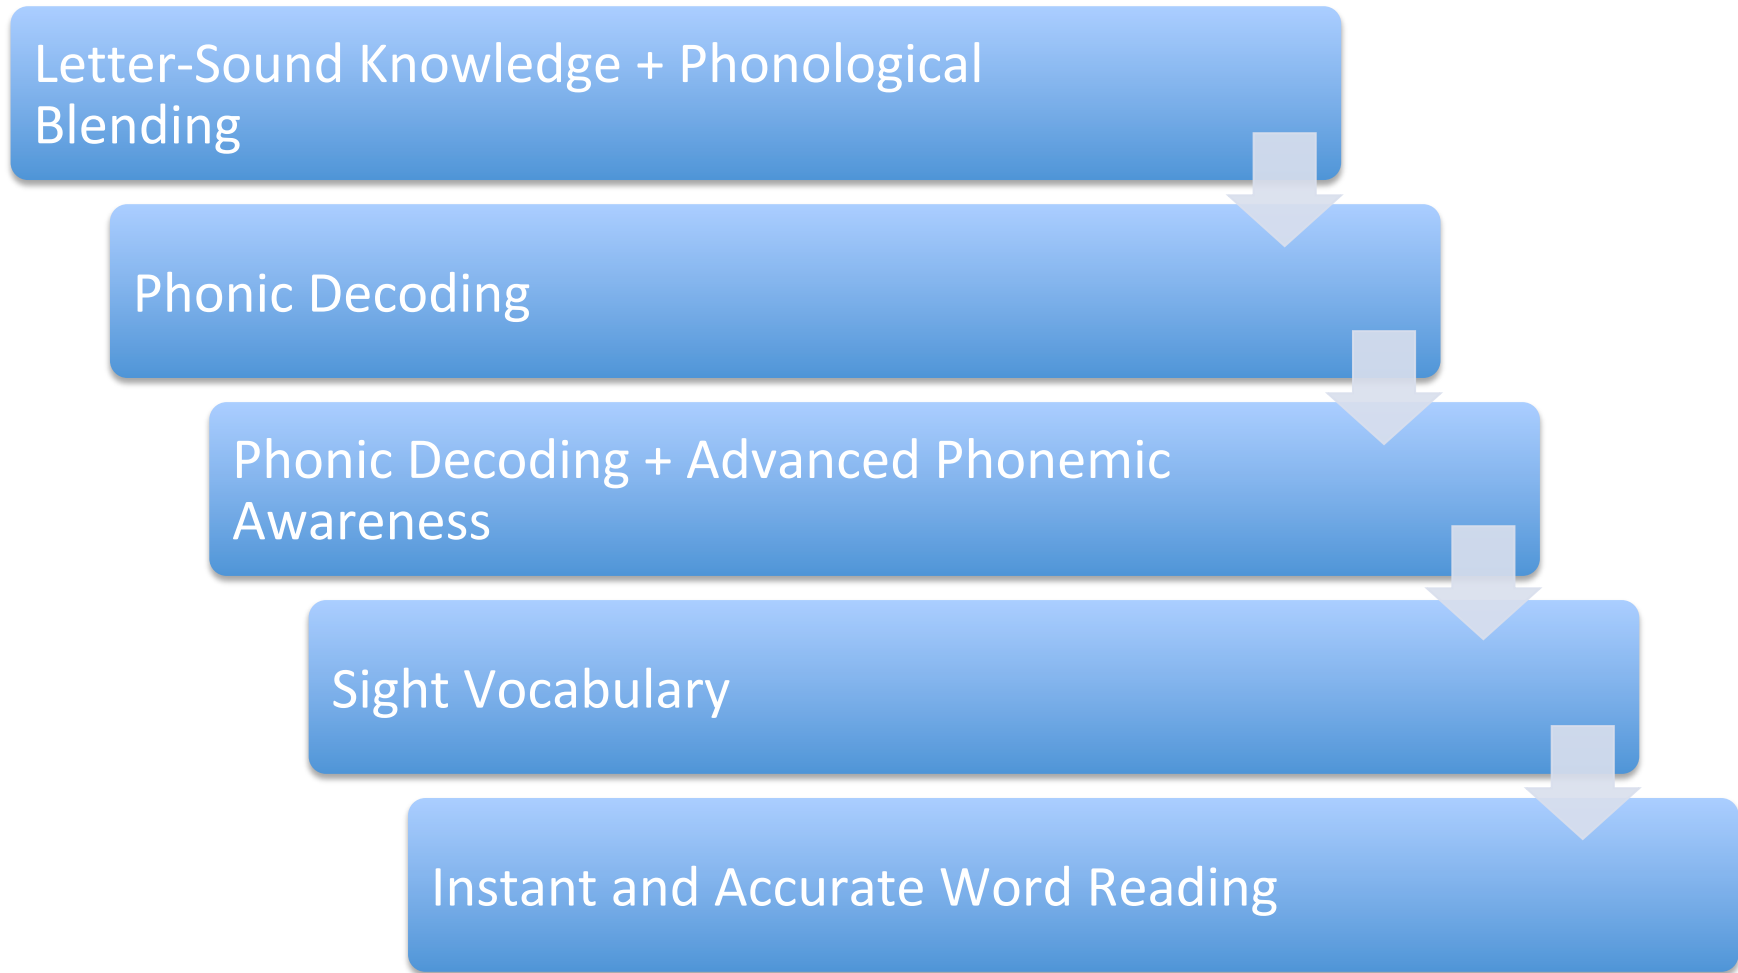 Letter-Sound Knowledge + Phonological
Blending
Phonic Decoding
Phonic Decoding + Advanced Phonemic
Awareness
Sight Vocabulary
Instant and Accurate Word Reading